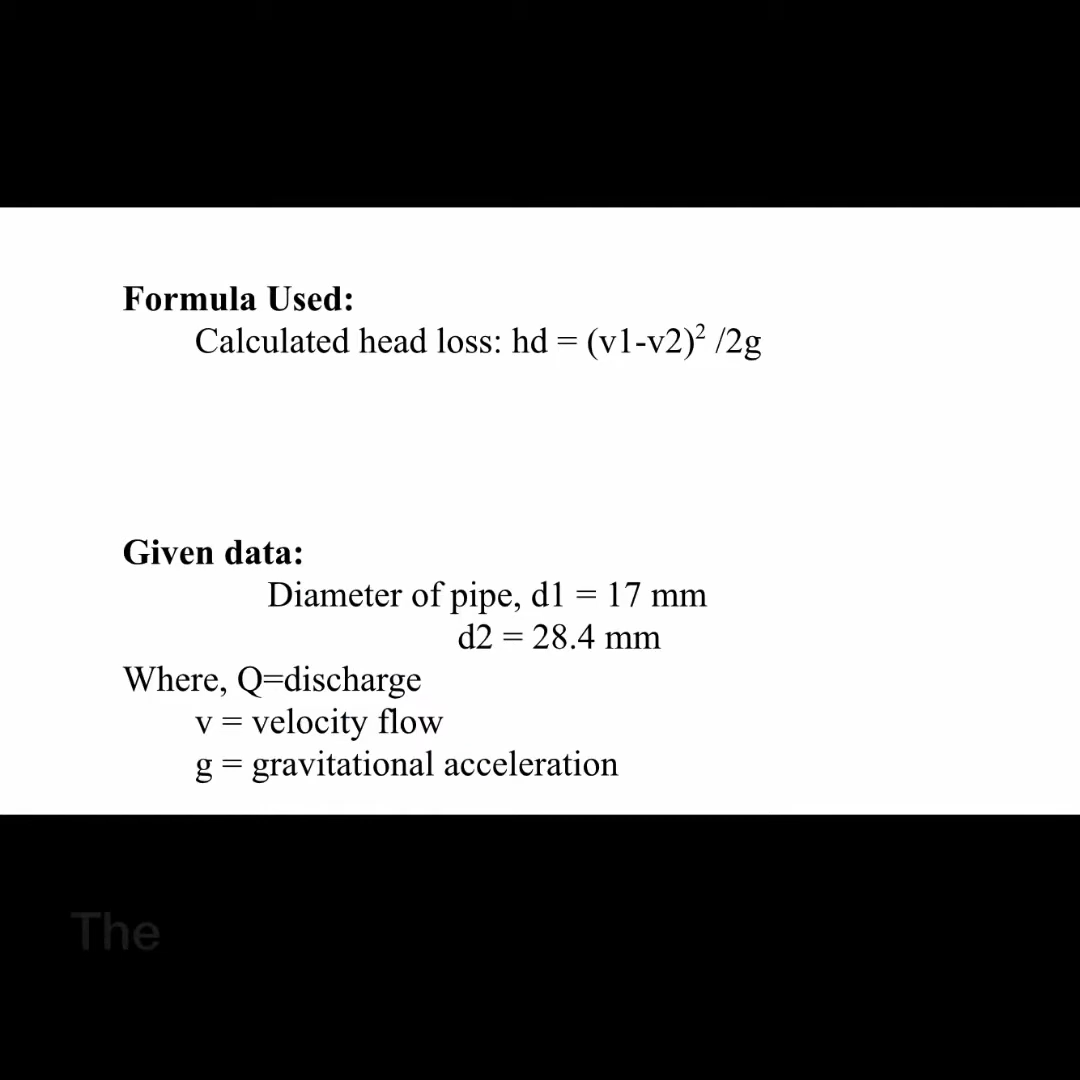 Formula Used:
Calculated head loss: hd = (v1-v2)² /2g
Given data:
Diameter of pipe, d1 = 17 mm
d2 = 28.4 mm
Where, Q=discharge
v = velocity flow
g = gravitational acceleration
The